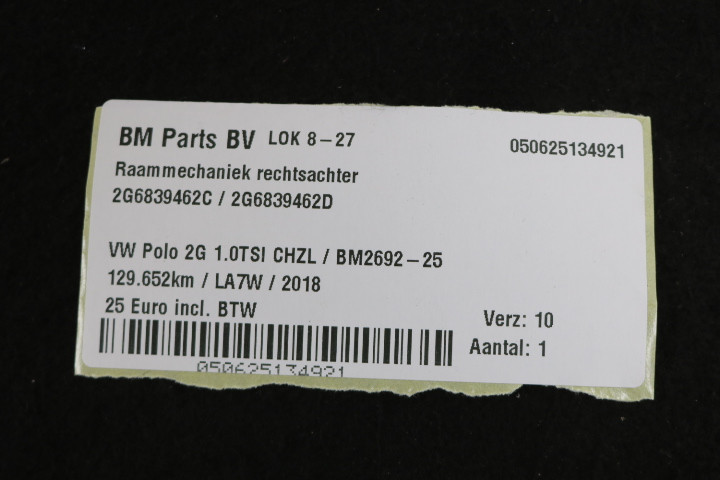 BM Parts BV LOK 8-27 050625134921
Raammechaniek rechtsachter
2G6839462C / 2G6839462D
VW Polo 2G 1.0TSI CHZL / BM2692-25
129.652km / LA7W / 2018
25 Euro incl. BTW
Verz: 10
Aantal: 1
050625134921